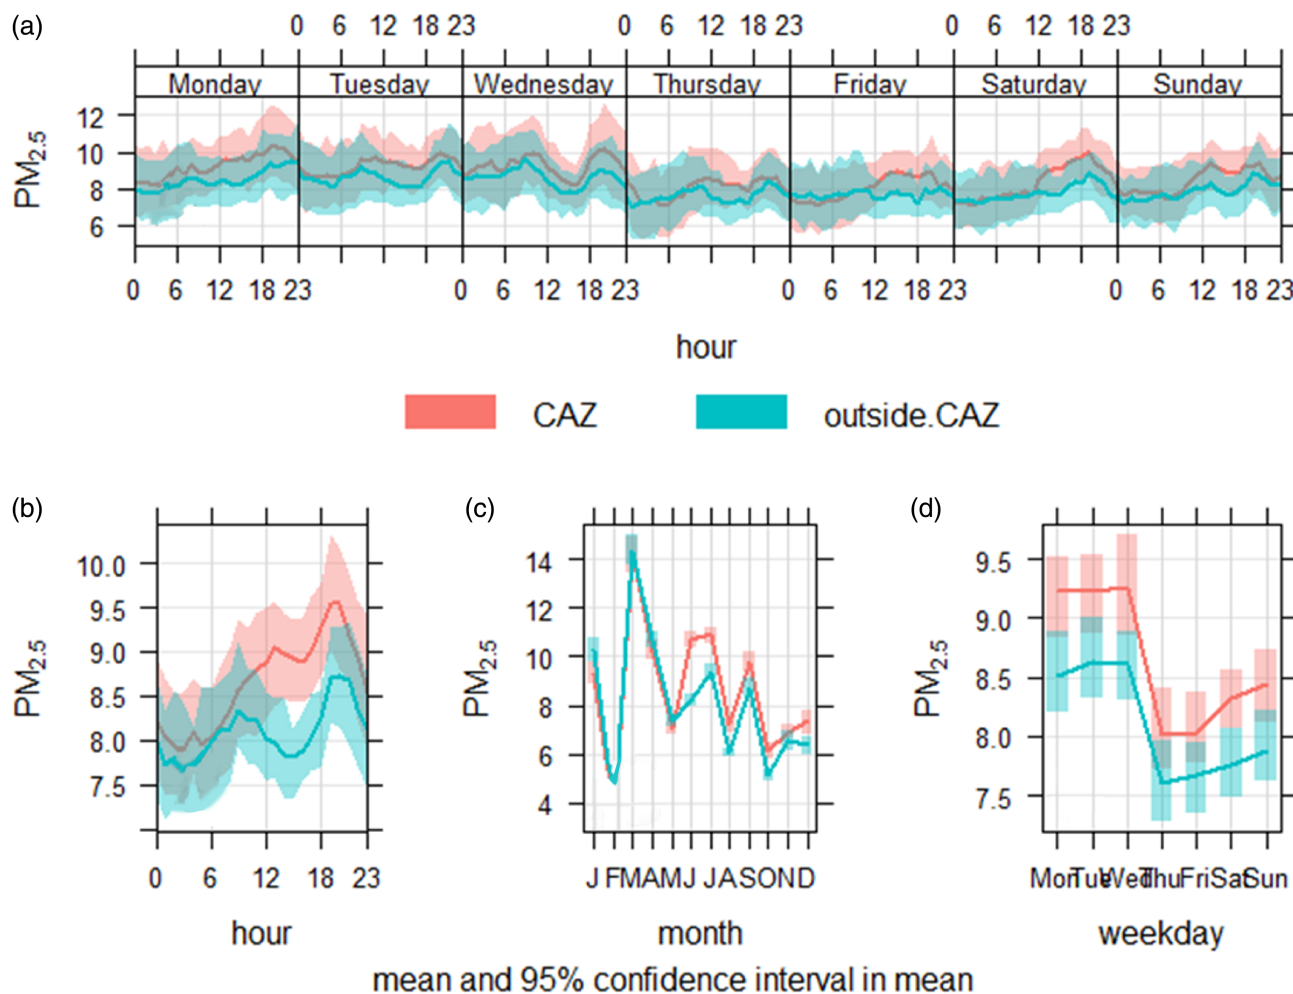 (a)
0 6 12 18 23 0 6 12 18 23 0 6 12 18 23
Monday Tuesday Wednesday Thursday Friday Saturday Sunday
PM2.5
12
10
8
6
0 6 12 18 23 0 6 12 18 23 0 6 12 18 23 0 6 12 18 23
hour
CAZ outside.CAZ
(b)
PM2.5
10.0
9.5
9.0
8.5
8.0
7.5
0 6 12 18 23
hour
(c)
PM2.5
14
12
10
8
6
4
J F M A M J J A S O N D
month
(d)
PM2.5
9.5
9.0
8.5
8.0
7.5
Mon Tue Wed Thu Fri Sat Sun
weekday
mean and 95% confidence interval in mean